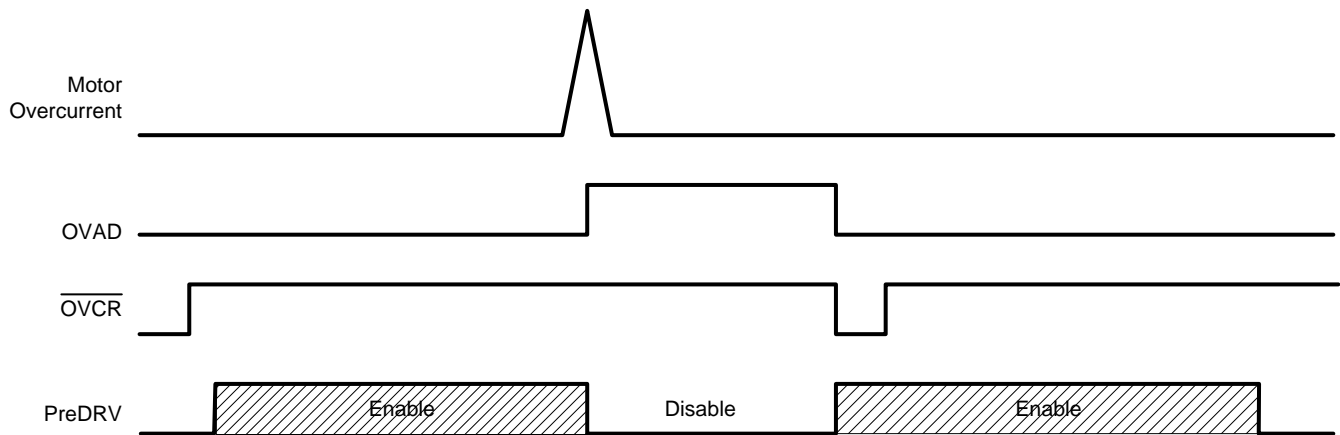 Motor
Overcurrent
OVAD
OVCR
PreDRV
Enable
Disable
Enable